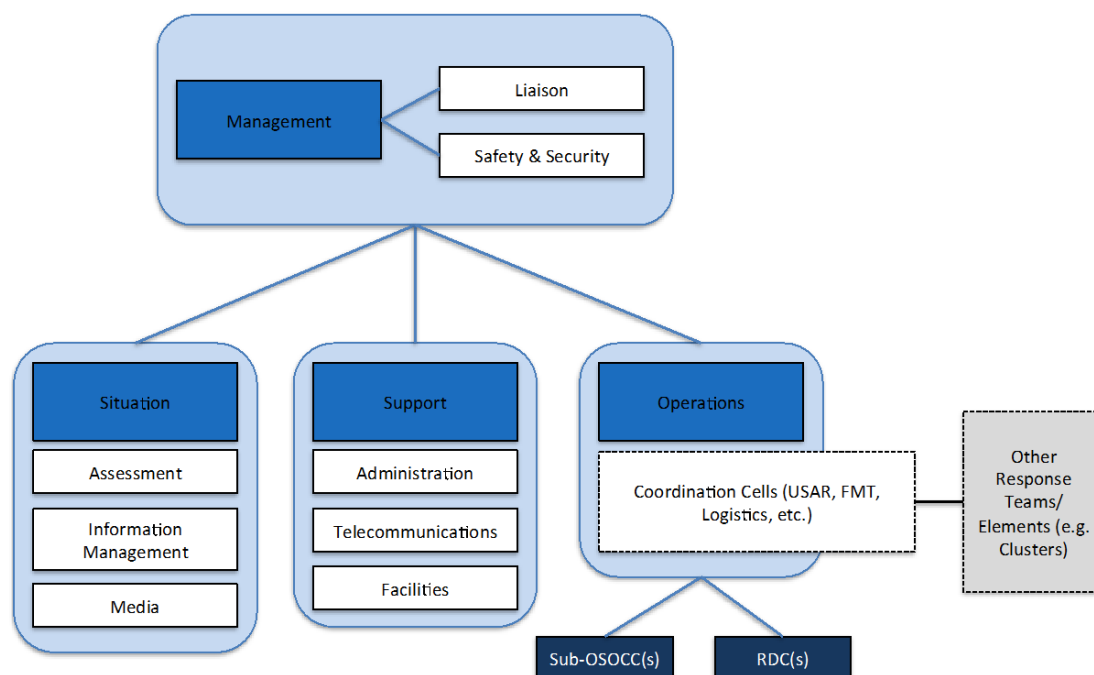 Liaison
Management
Safety & Security
Situation
Support
Operations
Assessment
Information
Management
Media
Administration
Telecommunications
Facilities
Coordination Cells (USAR, FMT,
Logistics, etc.)
Other
Response
Teams/
Elements (e.g.
Clusters)
Sub-OSOCC(s)
RDC(s)